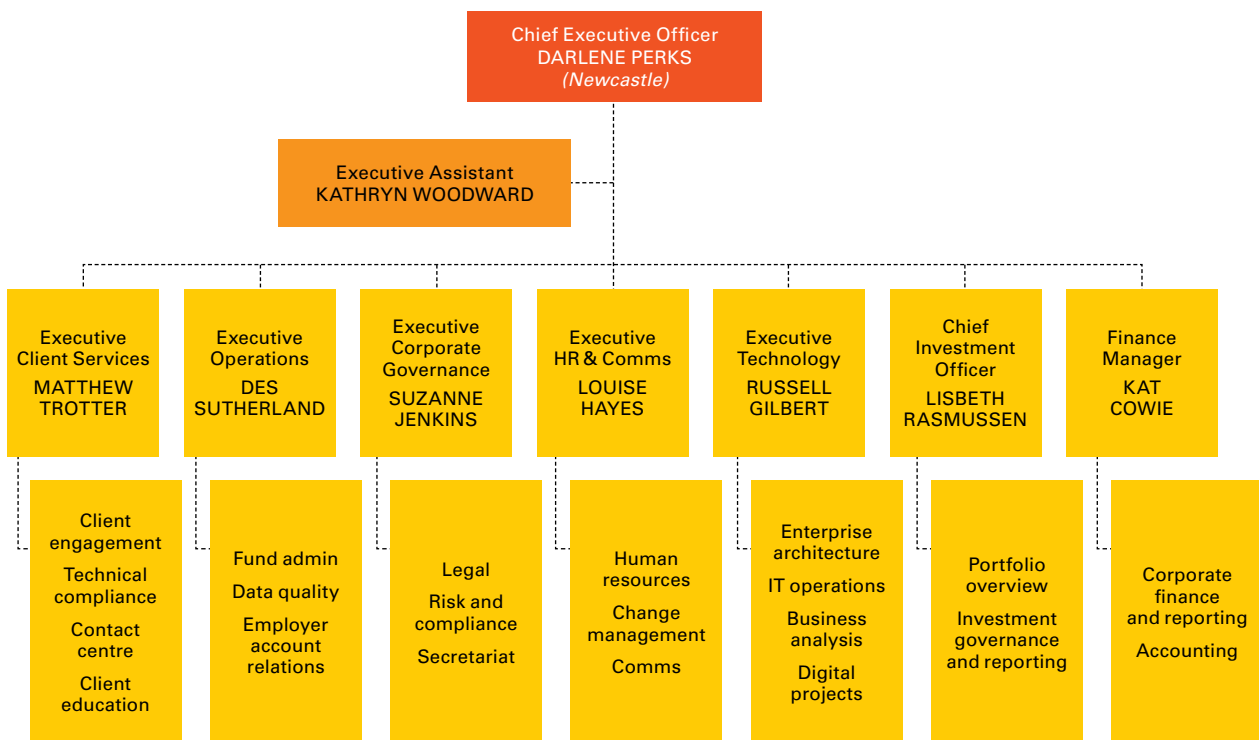 Chief Executive Officer
DARLENE PERKS
(Newcastle)
Executive Assistant
KATHRYN WOODWARD
Executive
Client Services
MATTHEW
TROTTER
Executive
Operations
DES
SUTHERLAND
Executive
Corporate
Governance
SUZANNE
JENKINS
Executive
HR & Comms
LOUISE
HAYES
Executive
Technology
RUSSELL
GILBERT
Chief
Investment
Officer
LISBETH
RASMUSSEN
Finance
Manager
KAT
COWIE
Client
engagement
Technical
compliance
Contact
centre
Client
education
Fund admin
Data quality
Employer
account
relations
Legal
Risk and
compliance
Secretariat
Human
resources
Change
management
Comms
Enterprise
architecture
IT operations
Business
analysis
Digital
projects
Portfolio
overview
Investment
governance
and reporting
Corporate
finance
and reporting
Accounting